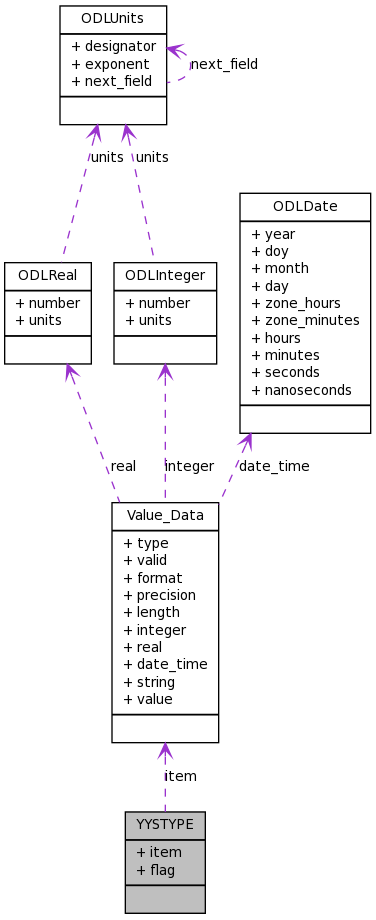 ODLUnits
+ designator
+ exponent
+ next_field
next_field
units
units
ODLDate
+ year
+ doy
+ month
+ day
+ zone_hours
+ zone_minutes
+ hours
+ minutes
+ seconds
+ nanoseconds
ODLReal
+ number
+ units
ODLInteger
+ number
+ units
real
integer
date_time
Value_Data
+ type
+ valid
+ format
+ precision
+ length
+ integer
+ real
+ date_time
+ string
+ value
item
YYSTYPE
+ item
+ flag